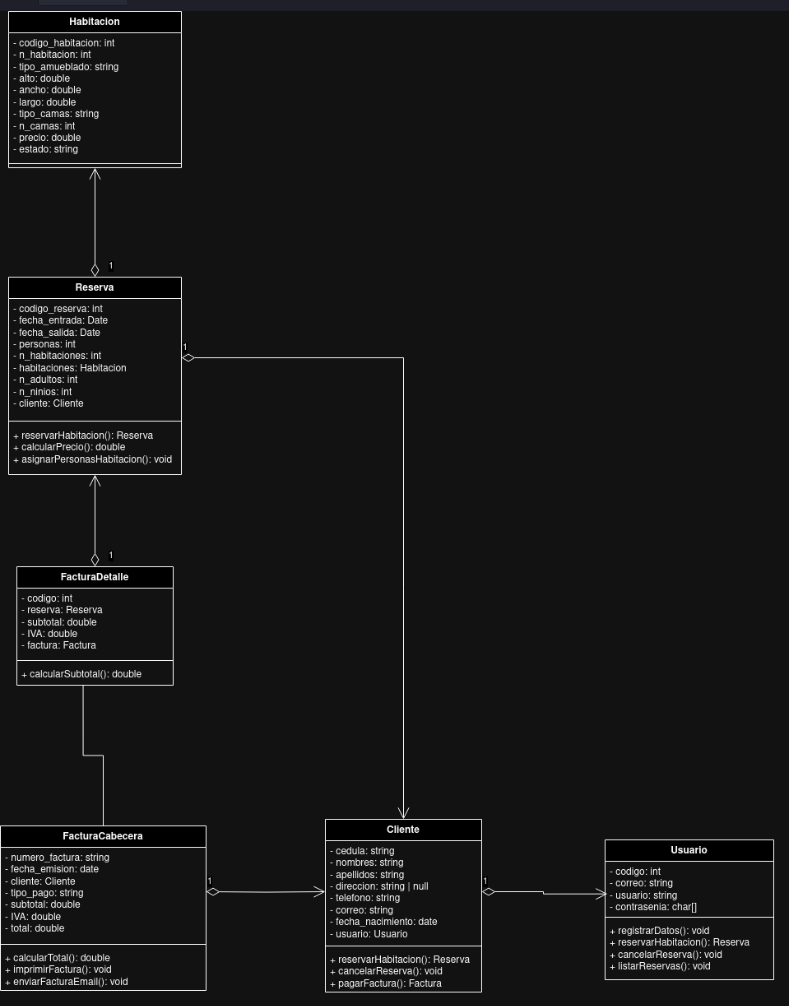 Habitacion
- codigo_habitacion: int
- n_habitacion: int
- tipo_amueblado: string
- alto: double
- ancho: double
- largo: double
- tipo_camas: string
- n_camas: int
- precio: double
- estado: string
1
Reserva
- codigo_reserva: int
- fecha_entrada: Date
- fecha_salida: Date
- personas: int
- n_habitaciones: int
- habitaciones: Habitacion
- n_adultos: int
- n_ninios: int
- cliente: Cliente
+ reservarHabitacion(): Reserva
+ calcularPrecio(): double
+ asignarPersonasHabitacion(): void
1
1
FacturaDetalle
- codigo: int
- reserva: Reserva
- subtotal: double
- IVA: double
- factura: Factura
+ calcularSubtotal(): double
FacturaCabecera
- numero_factura: string
- fecha_emision: date
- cliente: Cliente
- tipo_pago: string
- subtotal: double
- IVA: double
- total: double
+ calcularTotal(): double
+ imprimirFactura(): void
+ enviarFacturaEmail(): void
1
Cliente
- cedula: string
- nombres: string
- apellidos: string
- direccion: string | null
- telefono: string
- correo: string
- fecha_nacimiento: date
- usuario: Usuario
+ reservarHabitacion(): Reserva
+ cancelarReserva(): void
+ pagarFactura(): Factura
1
Usuario
- codigo: int
- correo: string
- usuario: string
- contrasenia: char[]
+ registrarDatos(): void
+ reservarHabitacion(): Reserva
+ cancelarReserva(): void
+ listarReservas(): void